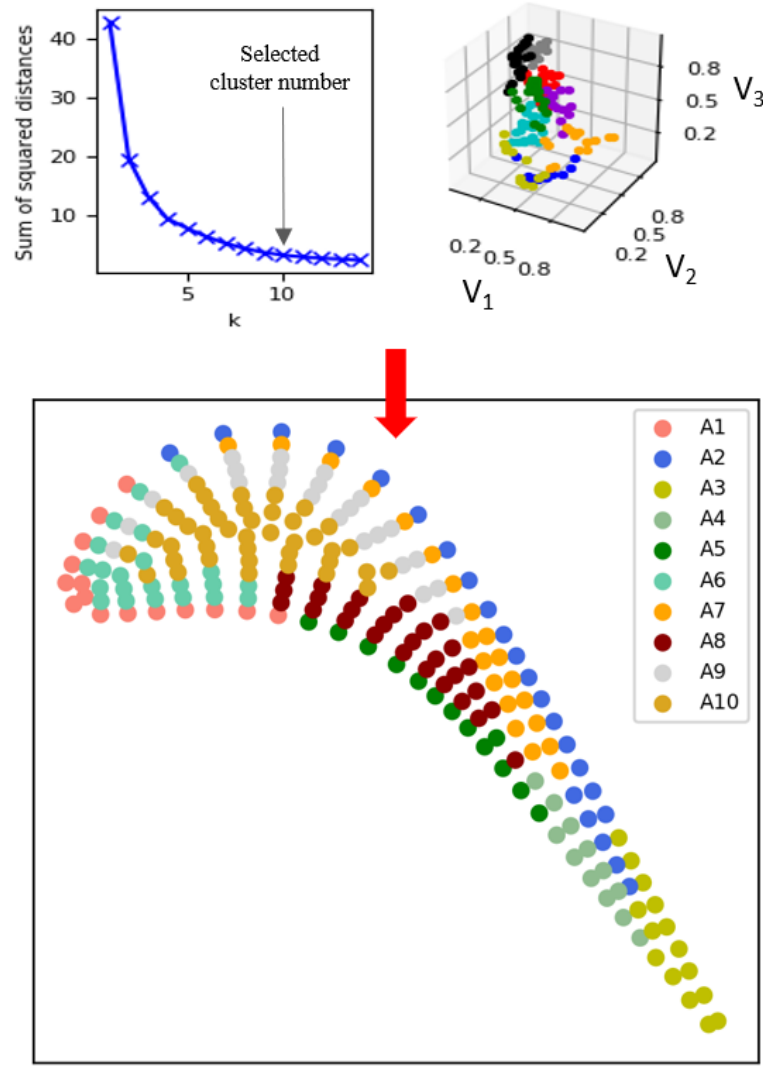 Sum of squared distances
40
30
20
10
Selected
cluster number
5
10
k
0.8
0.5
0.2
V3
0.8
0.5
0.2
V2
0.2
0.5
0.8
V1
A1
A2
A3
A4
A5
A6
A7
A8
A9
A10